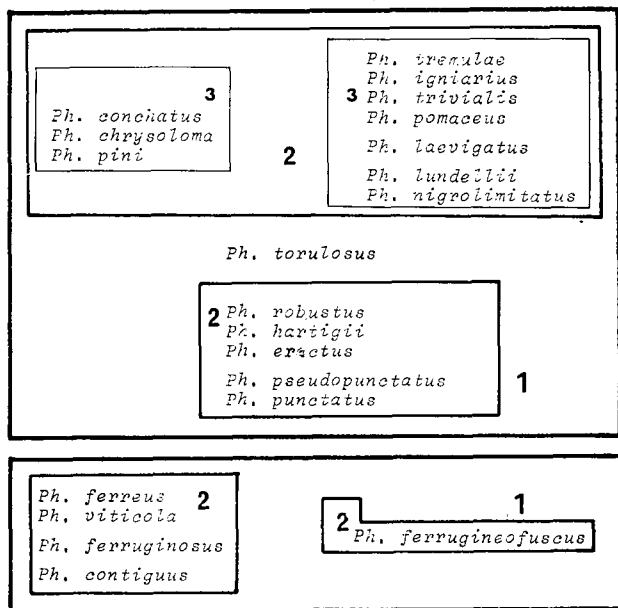 3
Ph. conchatus
Ph. chrysoloma
Ph. pini
2
Ph. tremulae
Ph. igniarius
3 Ph. trivialis
Ph. pomaceus
Ph. laevigatus
Ph. lundellii
Ph. nigrolimitatus
Ph. torulosus
2 Ph. robustus
Ph. hartigii
Ph. erectus
Ph. pseudopunctatus
Ph. punctatus
1
Ph. ferreus 2
Ph. viticola
Ph. ferruginosus
Ph. contiguus
1
2
Ph. ferrugineofuscus